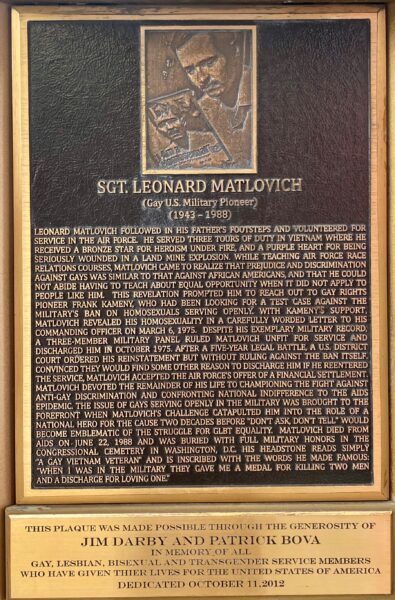 SGT. LEONARD MATLOVICH
(Gay U.S. Military Pioneer)
(1943 – 1988)
LEONARD MATLOVICH FOLLOWED IN HIS FATHER'S FOOTSTEPS AND VOLUNTEERED FOR
SERVICE IN THE AIR FORCE. HE SERVED THREE TOURS OF DUTY IN VIETNAM WHERE HE
RECEIVED A BRONZE STAR FOR HEROISM UNDER FIRE, AND A PURPLE HEART FOR BEING
SERIOUSLY WOUNDED IN A LAND MINE EXPLOSION. WHILE TEACHING AIR FORCE RACE
RELATIONS COURSES, MATLOVICH CAME TO REALIZE THAT PREJUDICE AND DISCRIMINATION
AGAINST GAYS WAS SIMILAR TO THAT AGAINST AFRICAN AMERICANS, AND THAT HE COULD
NOT ABIDE HAVING TO TEACH ABOUT EQUAL OPPORTUNITY WHEN IT DID NOT APPLY TO
PEOPLE LIKE HIM. THIS REVELATION PROMPTED HIM TO REACH OUT TO GAY RIGHTS
PIONEER FRANK KAMENY, WHO HAD BEEN LOOKING FOR A TEST CASE AGAINST THE
MILITARY'S BAN ON HOMOSEXUALS SERVING OPENLY. WITH KAMENY'S SUPPORT,
MATLOVICH REVEALED HIS HOMOSEXUALITY IN A CAREFULLY WORDED LETTER TO HIS
COMMANDING OFFICER ON MARCH 6, 1975. DESPITE HIS EXEMPLARY MILITARY RECORD,
A THREE-MEMBER MILITARY PANEL RULED MATLOVICH UNFIT FOR SERVICE AND
DISCHARGED HIM IN OCTOBER 1975. AFTER A FIVE-YEAR LEGAL BATTLE, A U.S. DISTRICT
COURT ORDERED HIS REINSTATEMENT BUT WITHOUT RULING AGAINST THE BAN ITSELF.
CONVINCED THEY WOULD FIND SOME OTHER REASON TO DISCHARGE HIM IF HE REENTERED
THE SERVICE, MATLOVICH ACCEPTED THE AIR FORCE'S OFFER OF A FINANCIAL SETTLEMENT.
MATLOVICH DEVOTED THE REMAINDER OF HIS LIFE TO CHAMPIONING THE FIGHT AGAINST
ANTI-GAY DISCRIMINATION AND CONFRONTING NATIONAL INDIFFERENCE TO THE AIDS
EPIDEMIC. THE ISSUE OF GAYS SERVING OPENLY IN THE MILITARY WAS BROUGHT TO THE
FOREFRONT WHEN MATLOVICH'S CHALLENGE CATAPULTED HIM INTO THE ROLE OF A
NATIONAL HERO FOR THE CAUSE TWO DECADES BEFORE "DON'T ASK, DON'T TELL" WOULD
BECOME EMBLEMATIC OF THE STRUGGLE FOR GLBT EQUALITY. MATLOVICH DIED FROM
AIDS ON JUNE 22, 1988 AND WAS BURIED WITH FULL MILITARY HONORS IN THE
CONGRESSIONAL CEMETERY IN WASHINGTON, D.C. HIS HEADSTONE READS SIMPLY
"A GAY VIETNAM VETERAN" AND IS INSCRIBED WITH THE WORDS HE MADE FAMOUS:
"WHEN I WAS IN THE MILITARY THEY GAVE ME A MEDAL FOR KILLING TWO MEN
AND A DISCHARGE FOR LOVING ONE."
THIS PLAQUE WAS MADE POSSIBLE THROUGH THE GENEROSITY OF
JIM DARBY AND PATRICK BOVA
IN MEMORY OF ALL
GAY, LESBIAN, BISEXUAL AND TRANSGENDER SERVICE MEMBERS
WHO HAVE GIVEN THIER LIVES FOR THE UNITED STATES OF AMERICA
DEDICATED OCTOBER 11,2012